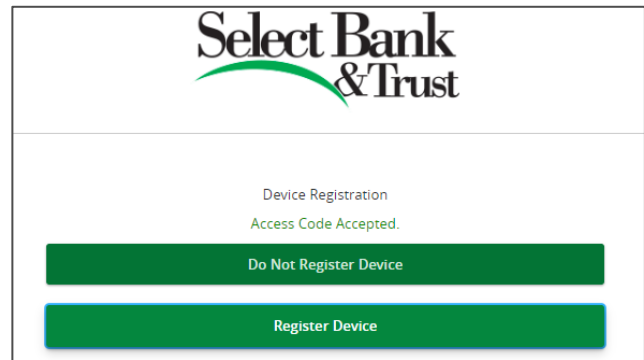 Select Bank
& Trust
Device Registration
Access Code Accepted.
Do Not Register Device
Register Device